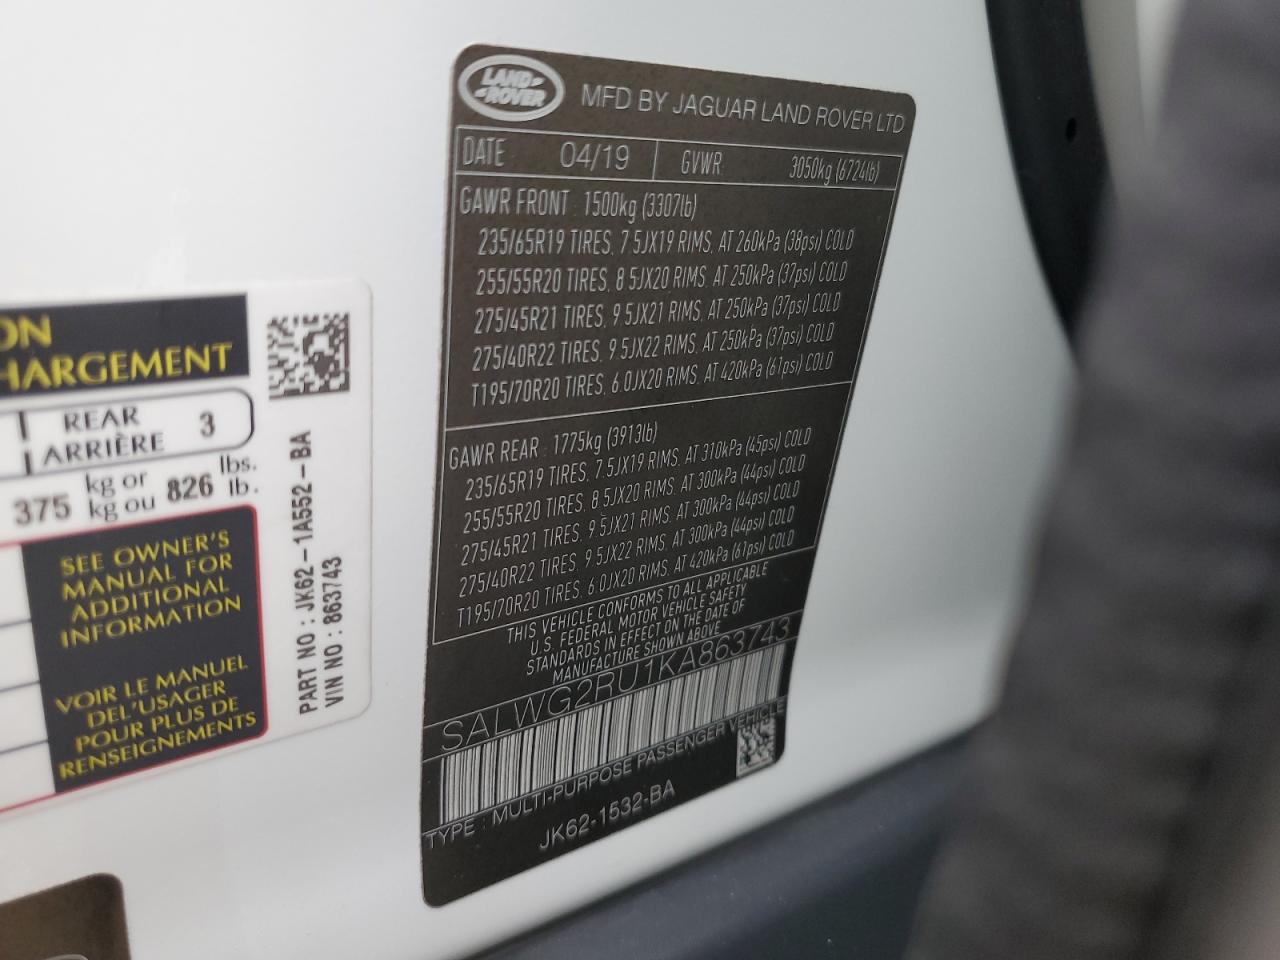 LAND
ROVER
MFD BY JAGUAR LAND ROVER LTD
DATE 04/19 GVWR 3050kg (6724lb)
GAWR FRONT 1500kg (3307lb)
235/65R19 TIRES, 7.5JX19 RIMS, AT 260kPa (38psi) COLD
255/55R20 TIRES, 8.5JX20 RIMS, AT 250kPa (37psi) COLD
275/45R21 TIRES, 9.5JX21 RIMS, AT 250kPa (37psi) COLD
275/40R22 TIRES, 9.5JX22 RIMS, AT 250kPa (37psi) COLD
T195/70R20 TIRES, 6.0JX20 RIMS, AT 420kPa (61psi) COLD
GAWR REAR : 1775kg (3913lb)
235/65R19 TIRES, 7.5JX19 RIMS, AT 310kPa (45psi) COLD
255/55R20 TIRES, 8.5JX20 RIMS, AT 300kPa (44psi) COLD
275/45R21 TIRES, 9.5JX21 RIMS, AT 300kPa (44psi) COLD
275/40R22 TIRES, 9.5JX22 RIMS, AT 300kPa (44psi) COLD
T195/70R20 TIRES, 6.0JX20 RIMS, AT 420kPa (61psi) COLD
THIS VEHICLE CONFORMS TO ALL APPLICABLE
U.S. FEDERAL MOTOR VEHICLE SAFETY
STANDARDS IN EFFECT ON THE DATE OF
MANUFACTURE SHOWN ABOVE
SALWG2RU1KA863743
TYPE : MULTI-PURPOSE PASSENGER VEHICLE
JK62-1532-BA
ON
HARGEMENT
REAR
ARRIÈRE 3
375 kg or 826 lbs.
kg ou lb.
SEE OWNER'S
MANUAL FOR
ADDITIONAL
INFORMATION
VOIR LE MANUEL
DEL'USAGER
POUR PLUS DE
RENSEIGNEMENTS
PART NO : JK62-1A552-BA
VIN NO : 863743